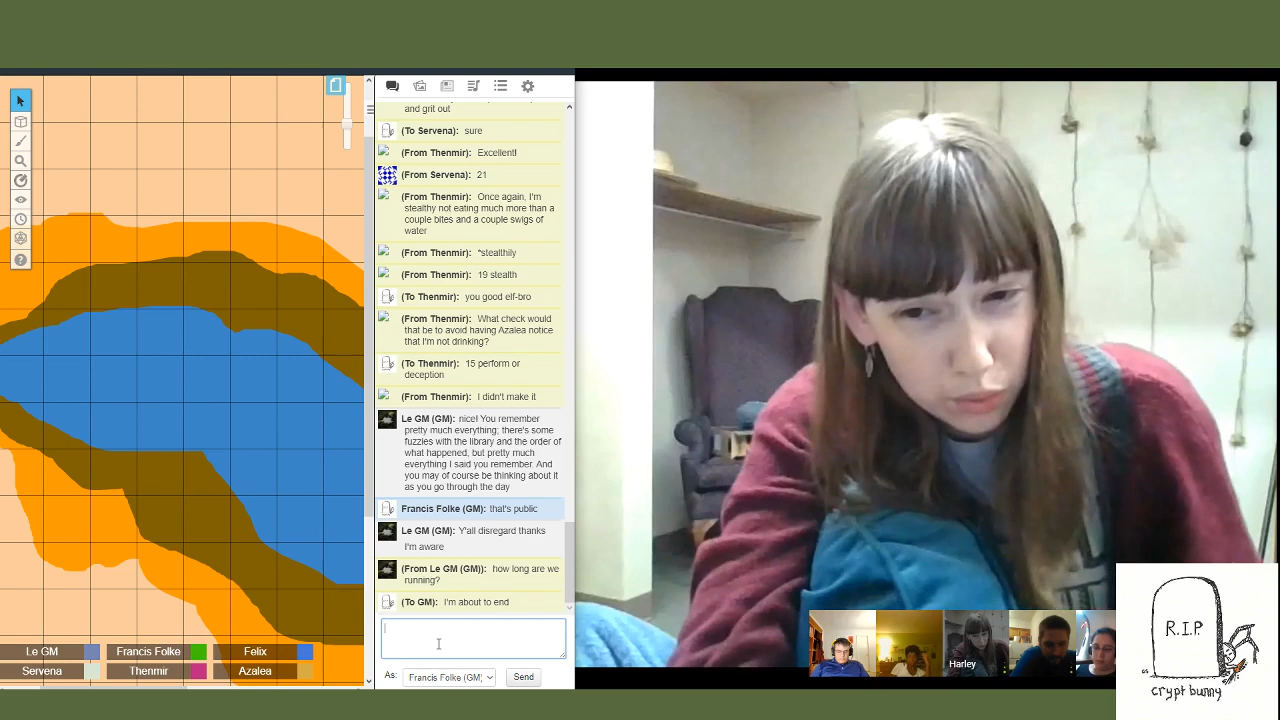 and grit out
(To Servena): sure
(From Thenmir): Excellent!
(From Servena): 21
(From Thenmir): Once again, I'm
stealthy not eating much more than a
couple bites and a couple swigs of
water
(From Thenmir): *stealthily
(From Thenmir): 19 stealth
(To Thenmir): you good elf-bro
(From Thenmir): What check would
that be to avoid having Azalea notice
that I'm not drinking?
(To Thenmir): 15 perform or
deception
(From Thenmir): I didn't make it
Le GM (GM): nice! You remember
pretty much everything; there's some
fuzzies with the library and the order of
what happened, but pretty much
everything I said you remember. And
you may of course be thinking about it
as you go through the day
Francis Folke (GM): that's public
Le GM (GM): Y'all disregard thanks
I'm aware
(From Le GM (GM)): how long are we
running?
(To GM): I'm about to end
As: Francis Folke (GM) Send
Le GM Francis Folke Felix
Servena Thenmir Azalea
Harley
R.I.P.
crypt bunny